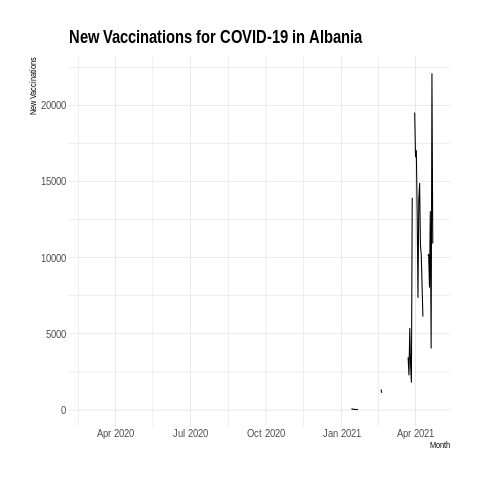 New Vaccinations for COVID-19 in Albania
New Vaccinations
20000
15000
10000
5000
0
Apr 2020
Jul 2020
Oct 2020
Jan 2021
Apr 2021
Month